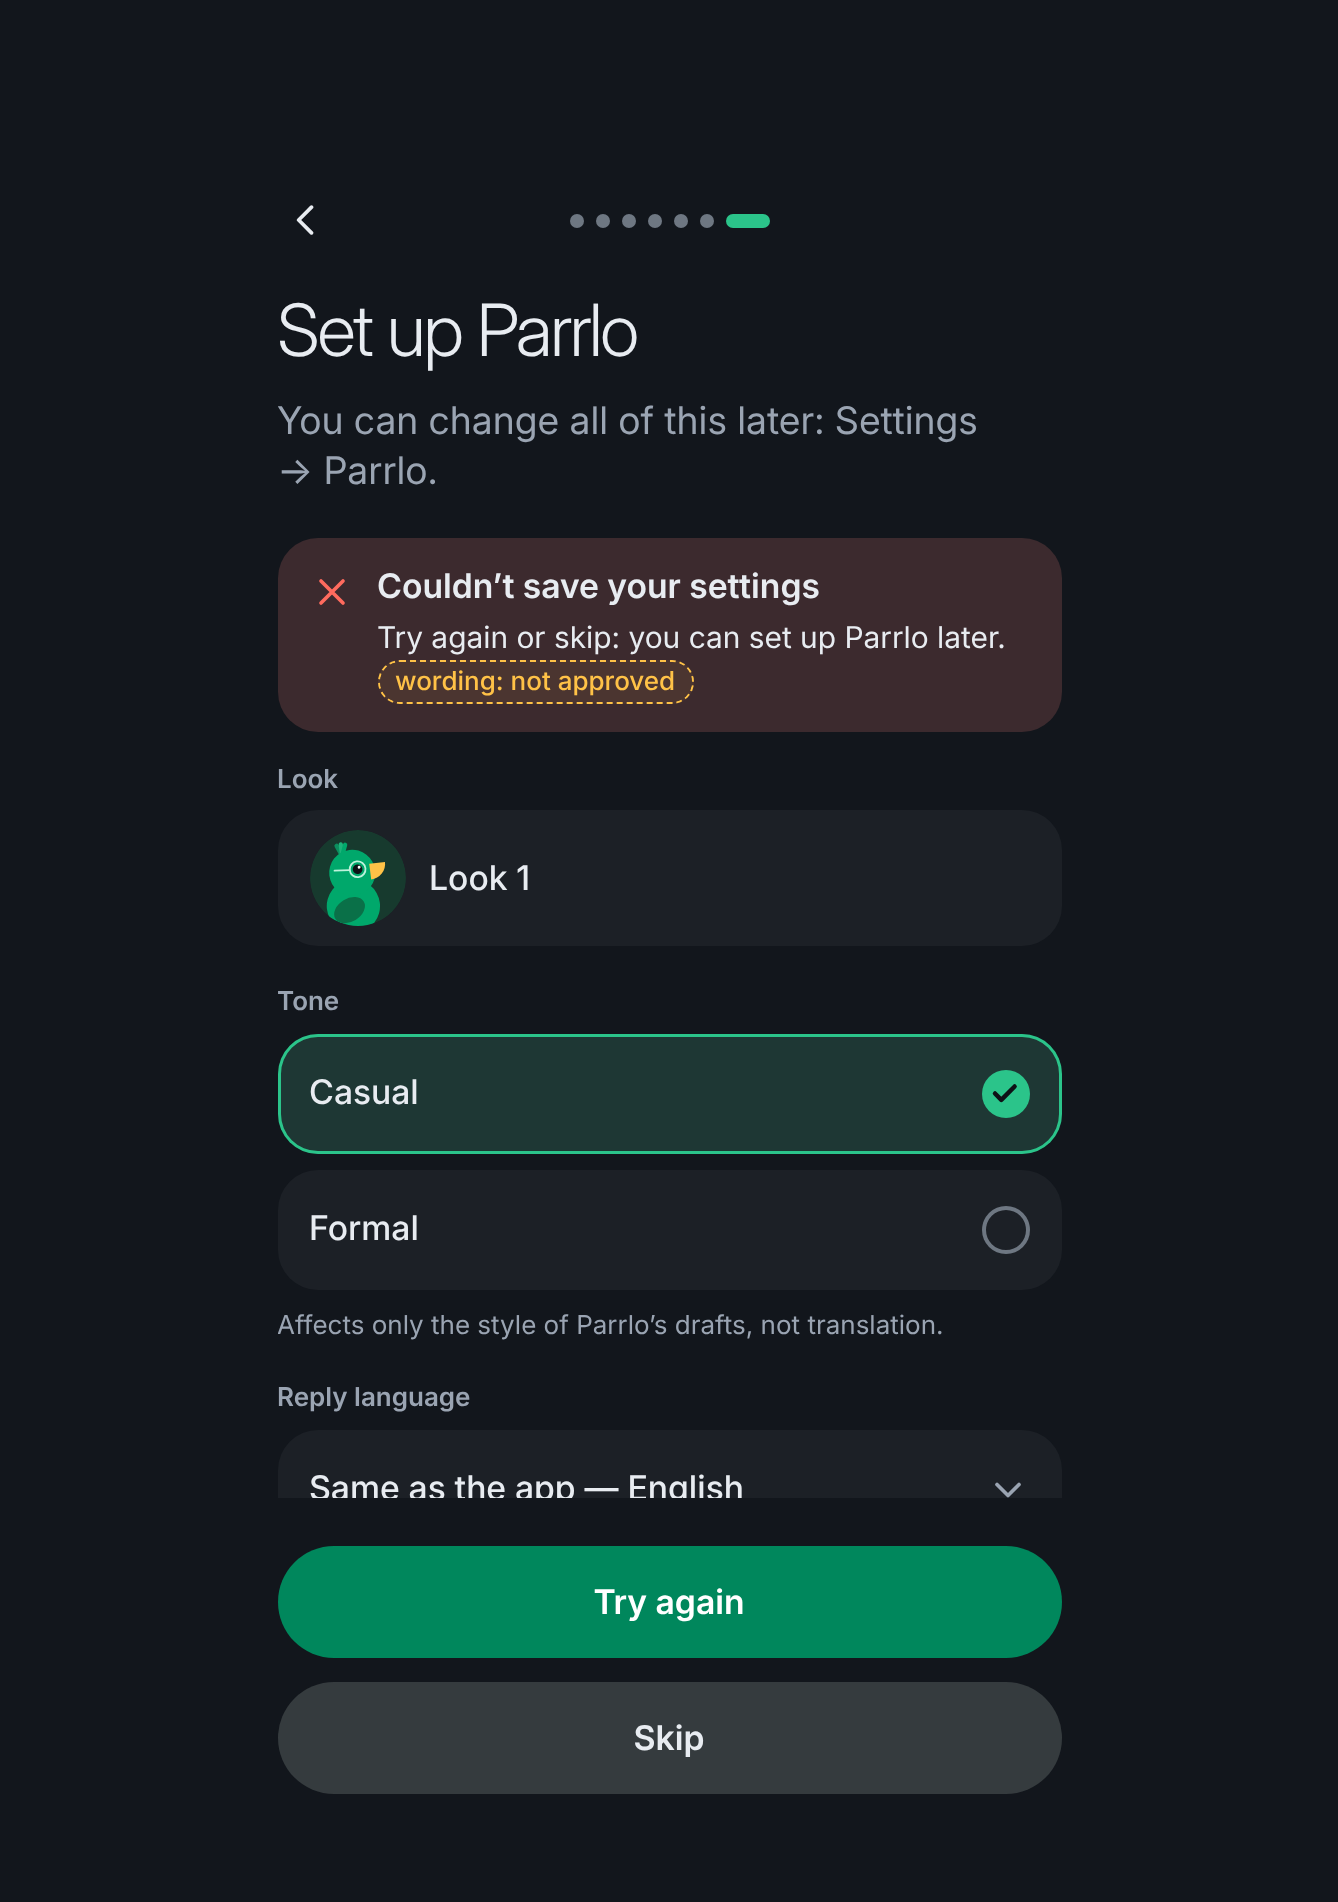 Set up Parrlo
You can change all of this later: Settings
→ Parrlo.
Couldn’t save your settings
Try again or skip: you can set up Parrlo later.
wording: not approved
Look
Look 1
Tone
Casual
Formal
Affects only the style of Parrlo’s drafts, not translation.
Reply language
Same as the app — English
Try again
Skip